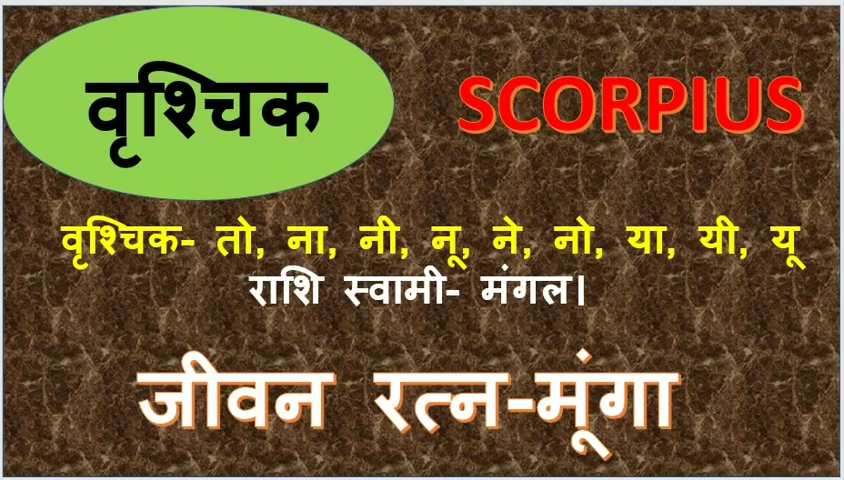 वृश्चिक
SCORPIUS
वृश्चिक- तो, ना, नी, नू, ने, नो, या, यी, यू
राशि स्वामी- मंगल।
जीवन रत्न-मूंगा